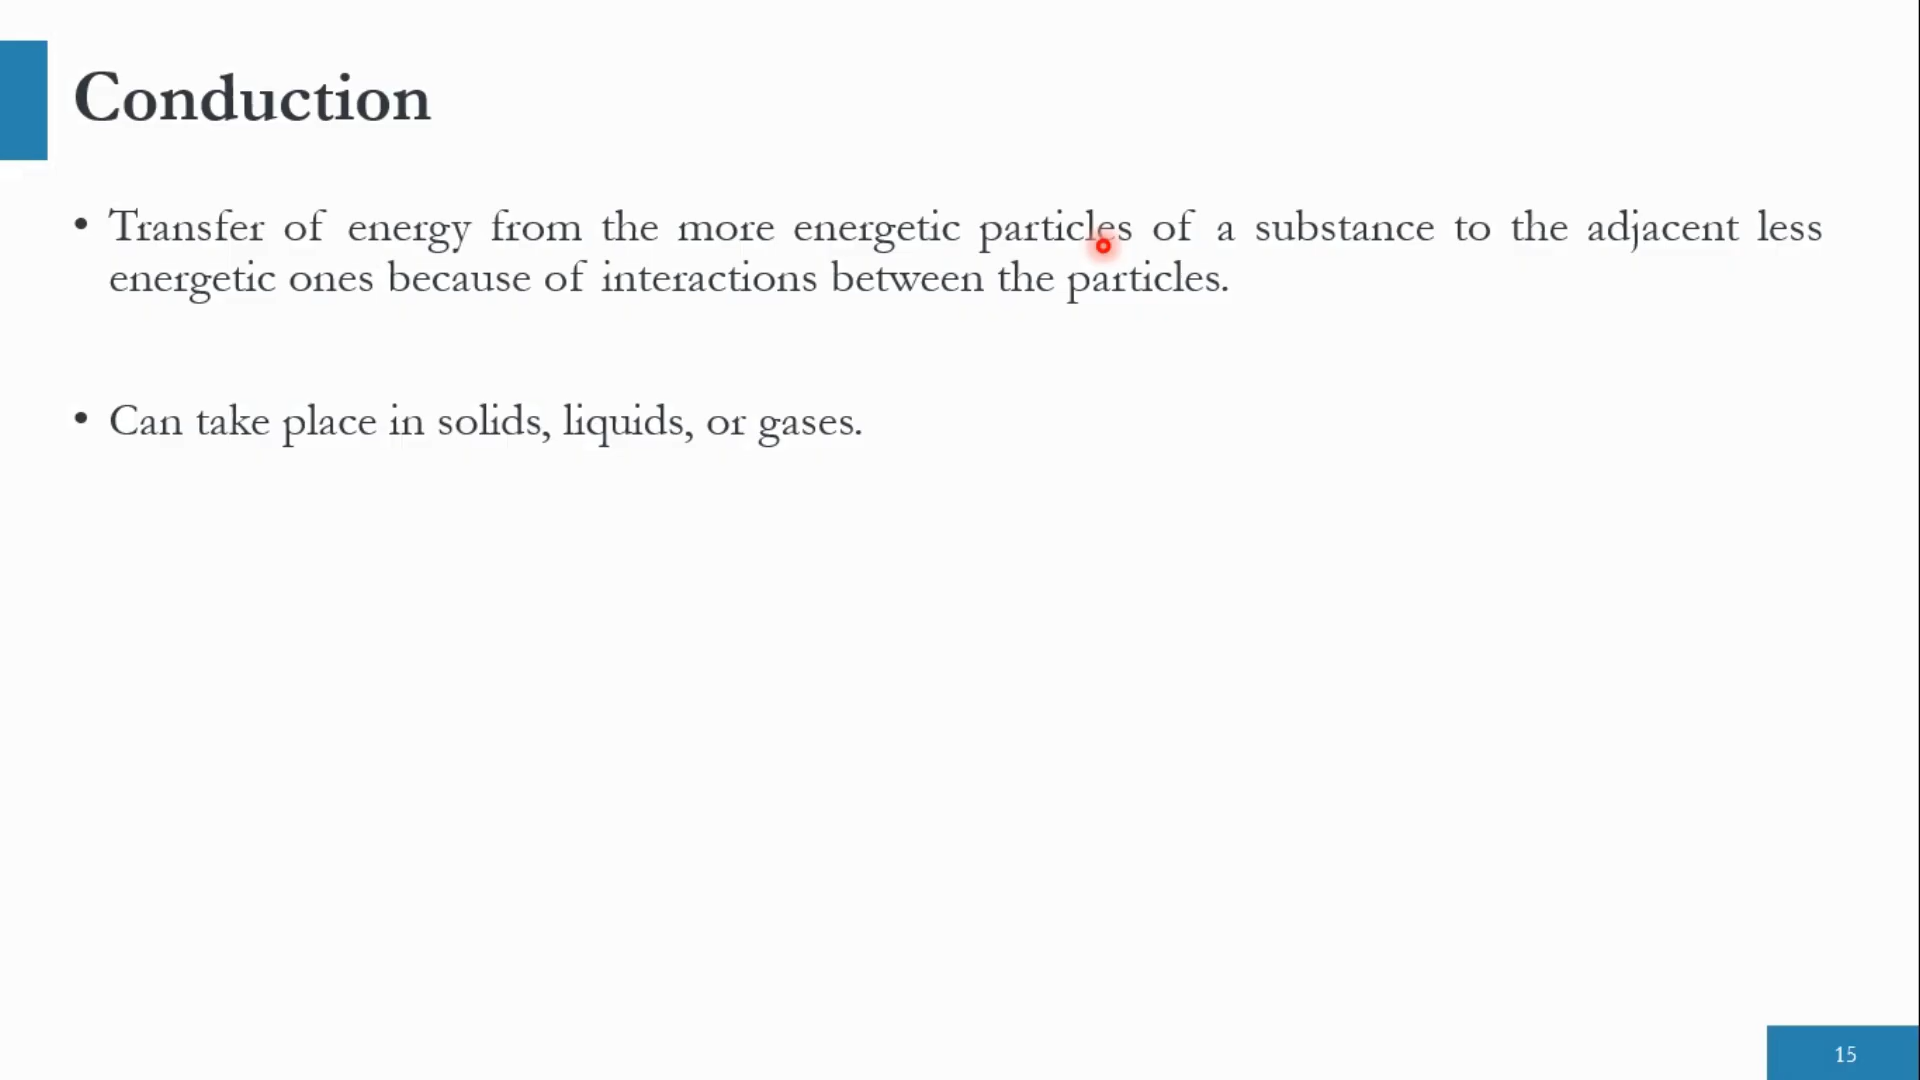 Conduction
• Transfer of energy from the more energetic particles of a substance to the adjacent less
energetic ones because of interactions between the particles.
• Can take place in solids, liquids, or gases.
15